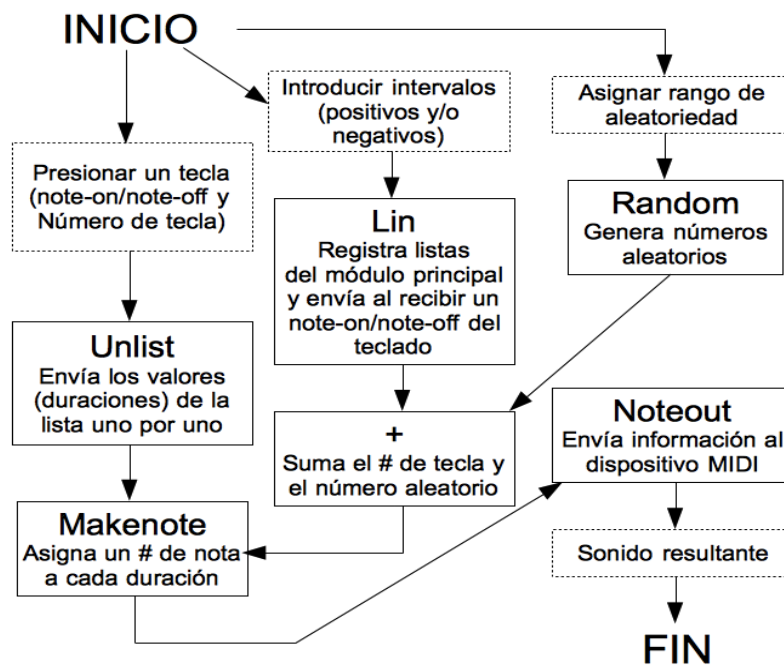 INICIO
Presionar un tecla
(note-on/note-off y
Número de tecla)
Unlist
Envía los valores
(duraciones) de la
lista uno por uno
Makenote
Asigna un # de nota
a cada duración
Introducir intervalos
(positivos y/o
negativos)
Lin
Registra listas
del módulo principal
y envía al recibir un
note-on/note-off del
teclado
+
Suma el # de tecla y
el número aleatorio
Asignar rango de
aleatoriedad
Random
Genera números
aleatorios
Noteout
Envía información al
dispositivo MIDI
Sonido resultante
FIN